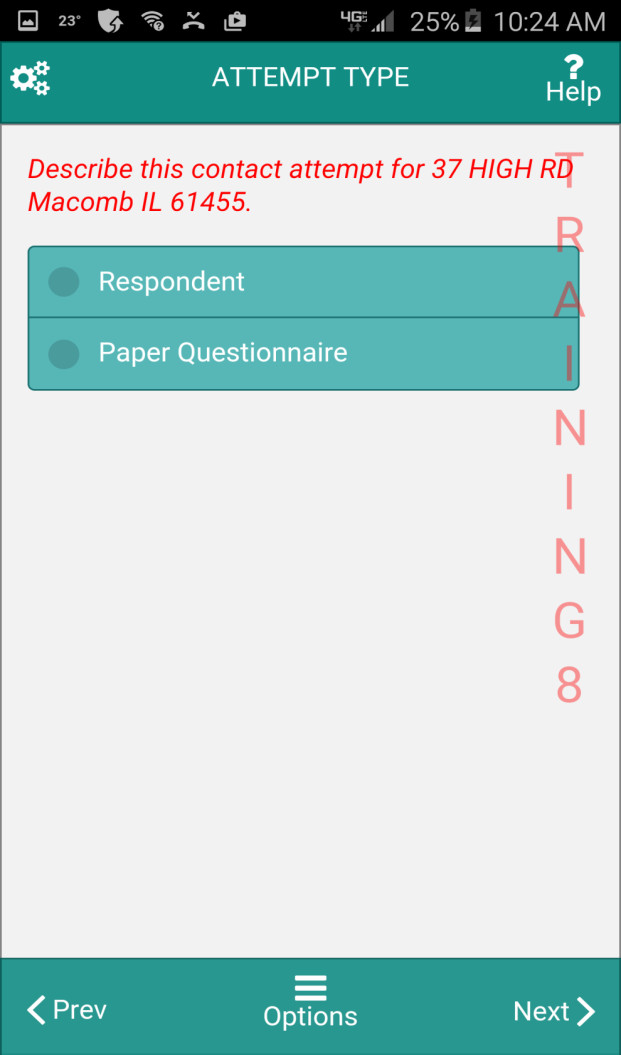 23°
4G
25%
10:24 AM
ATTEMPT TYPE
?
Help
Describe this contact attempt for 37 HIGH RD
Macomb IL 61455.
Respondent
Paper Questionnaire
TRAINING8
Prev
Options
Next